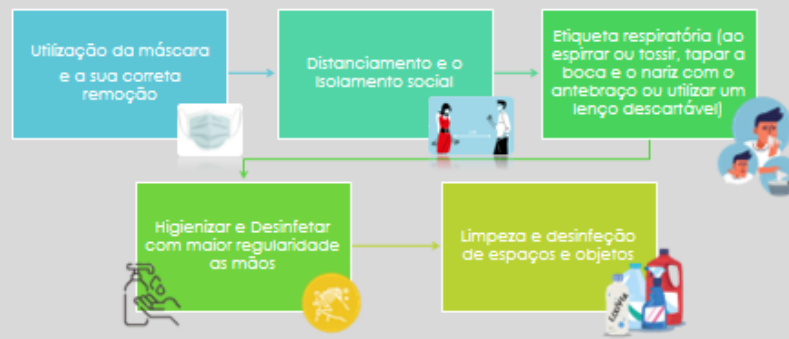 Utilização da máscara
e a sua correta
remoção
Distanciamento e o
Isolamento social
Etiqueta respiratória (ao
espirrar ou tossir, tapar a
boca e o nariz com o
antebraço ou utilizar um
lenço descartável)
Higienizar e Desinfetar
com maior regularidade
as mãos
Limpeza e desinfeção
de espaços e objetos
Lixívia